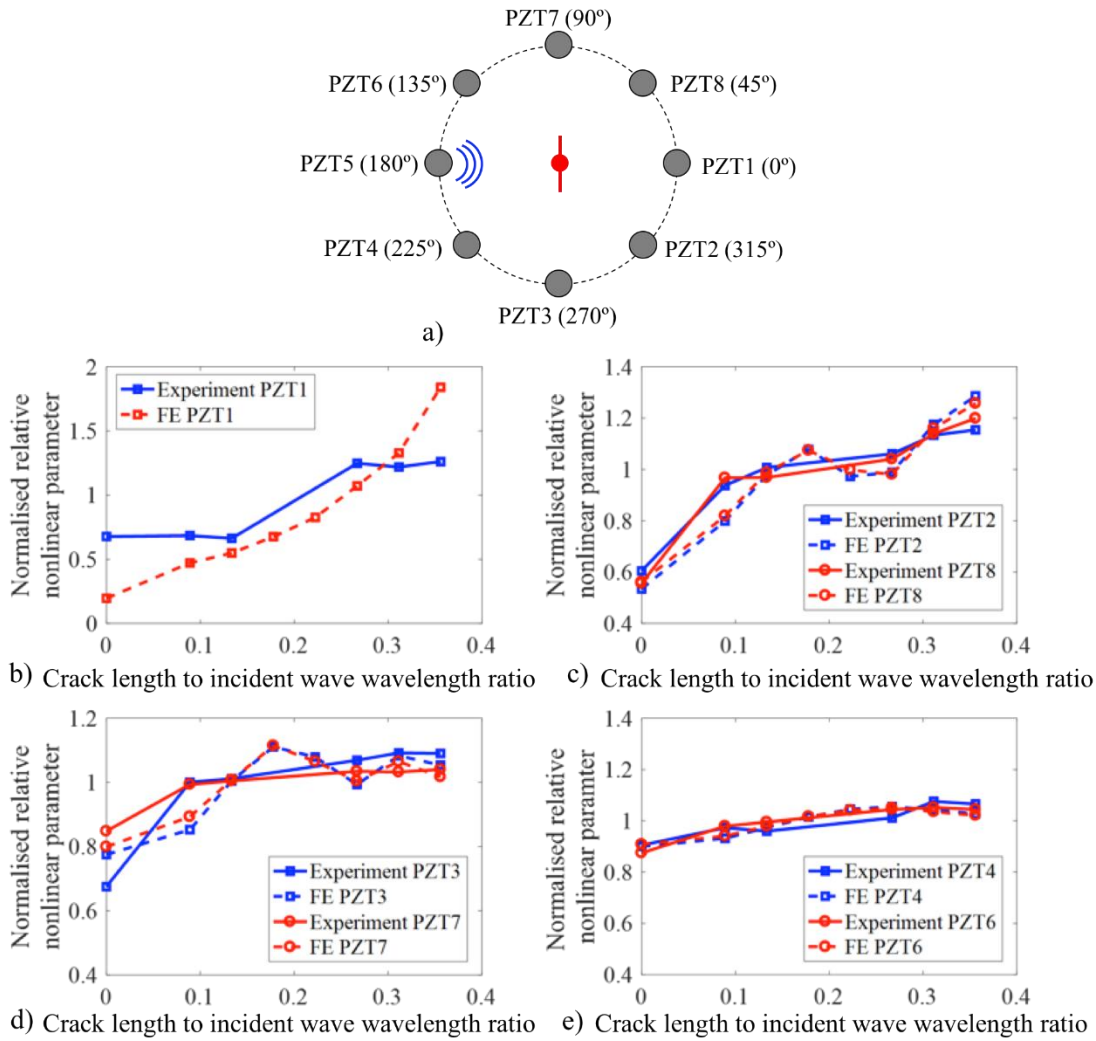 PZT7 (90º)
PZT6 (135º)
PZT8 (45º)
PZT5 (180º)
PZT1 (0º)
PZT4 (225º)
PZT2 (315º)
PZT3 (270º)
a)
Normalised relative
nonlinear parameter
2
1.5
1
0.5
0
Experiment PZT1
FE PZT1
0 0.1 0.2 0.3 0.4
b) Crack length to incident wave wavelength ratio
Normalised relative
nonlinear parameter
1.4
1.2
1.0
0.8
0.6
0.4
Experiment PZT2
FE PZT2
Experiment PZT8
FE PZT8
0 0.1 0.2 0.3 0.4
c) Crack length to incident wave wavelength ratio
Normalised relative
nonlinear parameter
1.2
1
0.8
0.6
0.4
Experiment PZT3
FE PZT3
Experiment PZT7
FE PZT7
0 0.1 0.2 0.3 0.4
d) Crack length to incident wave wavelength ratio
Normalised relative
nonlinear paramter
1.4
1.2
1
0.8
0.6
0.4
Experiment PZT4
FE PZT4
Experiment PZT6
FE PZT6
0 0.1 0.2 0.3 0.4
e) Crack length to incident wave wavelength ratio